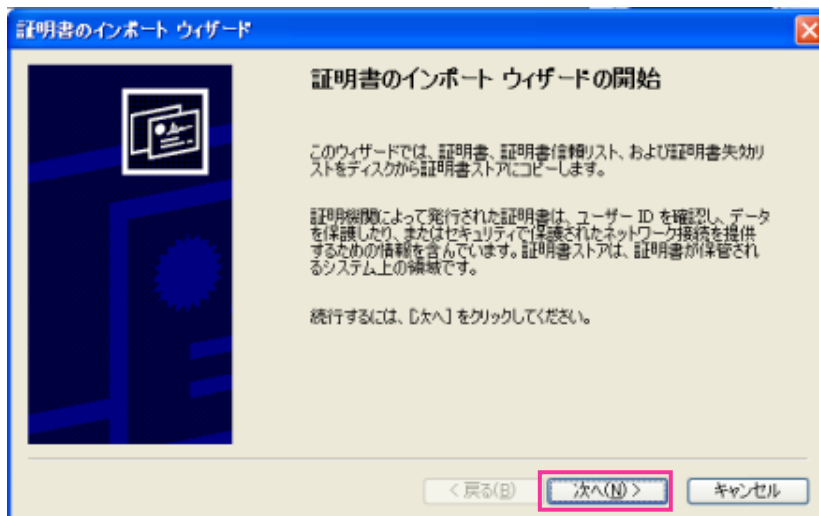 証明書のインポート ウィザード
証明書のインポート ウィザードの開始
このウィザードでは、証明書、証明書信頼リスト、および証明書失効リ
ストをディスクから証明書ストアにコピーします。
証明機関によって発行された証明書は、ユーザー ID を確認し、データ
を保護したり、またはセキュリティで保護されたネットワーク接続を提供
するための情報を含んでいます。証明書ストアは、証明書が保管され
るシステム上の領域です。
続行するには、[次へ] をクリックしてください。
< 戻る(B)
次へ(N) >
キャンセル